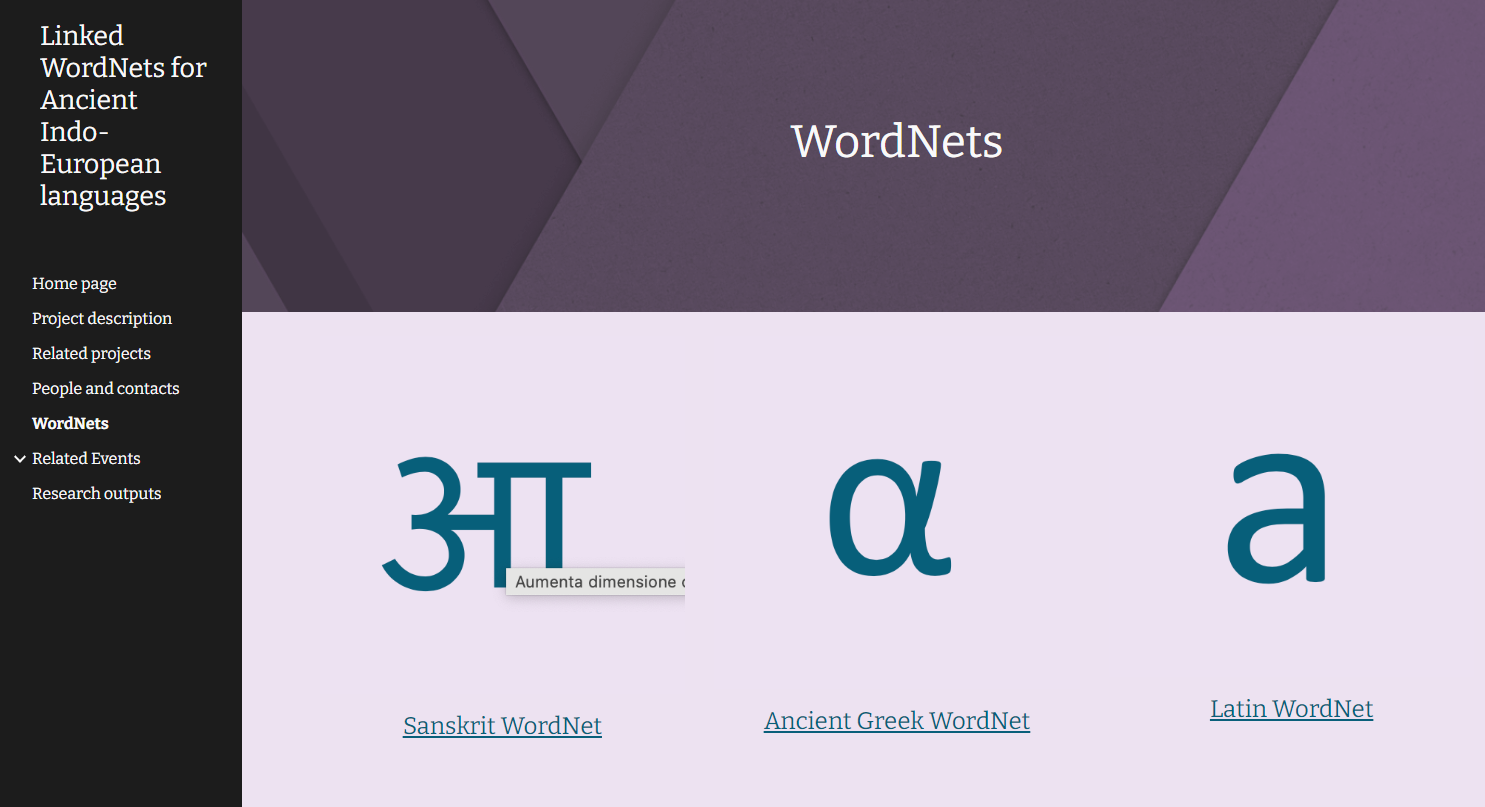 Linked
WordNets for
Ancient
Indo-
European
languages
Home page
Project description
Related projects
People and contacts
WordNets
Related Events
Research outputs
WordNets
आ
α
a
Aumenta dimensione
Sanskrit WordNet
Ancient Greek WordNet
Latin WordNet